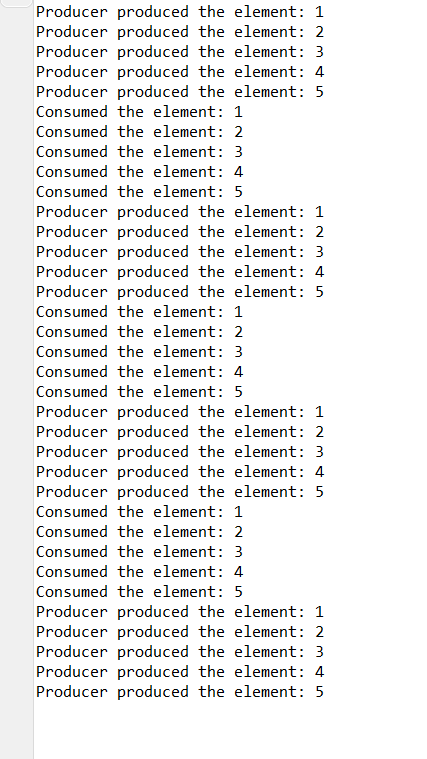 Producer produced the element: 1
Producer produced the element: 2
Producer produced the element: 3
Producer produced the element: 4
Producer produced the element: 5
Consumed the element: 1
Consumed the element: 2
Consumed the element: 3
Consumed the element: 4
Consumed the element: 5
Producer produced the element: 1
Producer produced the element: 2
Producer produced the element: 3
Producer produced the element: 4
Producer produced the element: 5
Consumed the element: 1
Consumed the element: 2
Consumed the element: 3
Consumed the element: 4
Consumed the element: 5
Producer produced the element: 1
Producer produced the element: 2
Producer produced the element: 3
Producer produced the element: 4
Producer produced the element: 5
Consumed the element: 1
Consumed the element: 2
Consumed the element: 3
Consumed the element: 4
Consumed the element: 5
Producer produced the element: 1
Producer produced the element: 2
Producer produced the element: 3
Producer produced the element: 4
Producer produced the element: 5